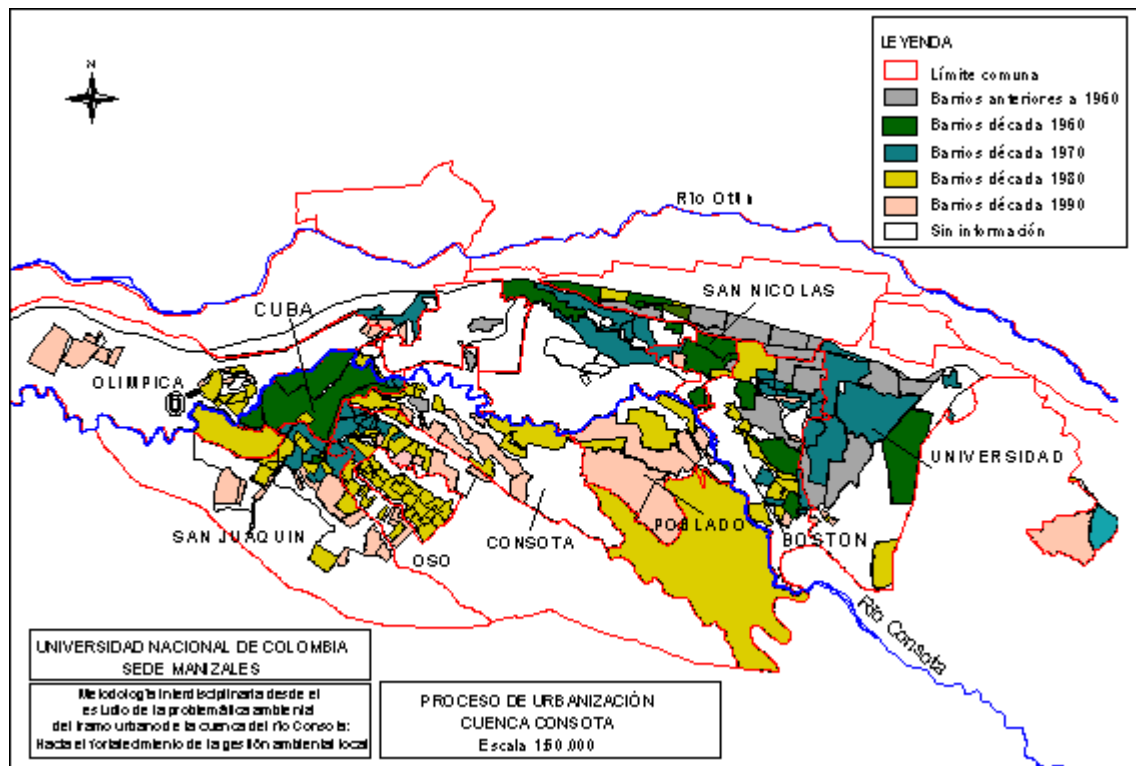 N
LEYENDA
Límite comuna
Barrios anteriores a 1960
Barrios década 1960
Barrios década 1970
Barrios década 1980
Barrios década 1990
Sin información
Río Otún
SAN NICOLAS
CUBA
OLIMPICA
UNIVERSIDAD
POBLADO
BOSTON
SAN JUAQUIN
OSO
CONSOTA
Río Consota
UNIVERSIDAD NACIONAL DE COLOMBIA
SEDE MANIZALES
Metodología interdisciplinaria desde el
estudio de la problemática ambiental
del tramo urbano de la cuenca del río Consota:
Hacia el fortalecimiento de la gestión ambiental local
PROCESO DE URBANIZACIÓN
CUENCA CONSOTA
Escala 1:50.000